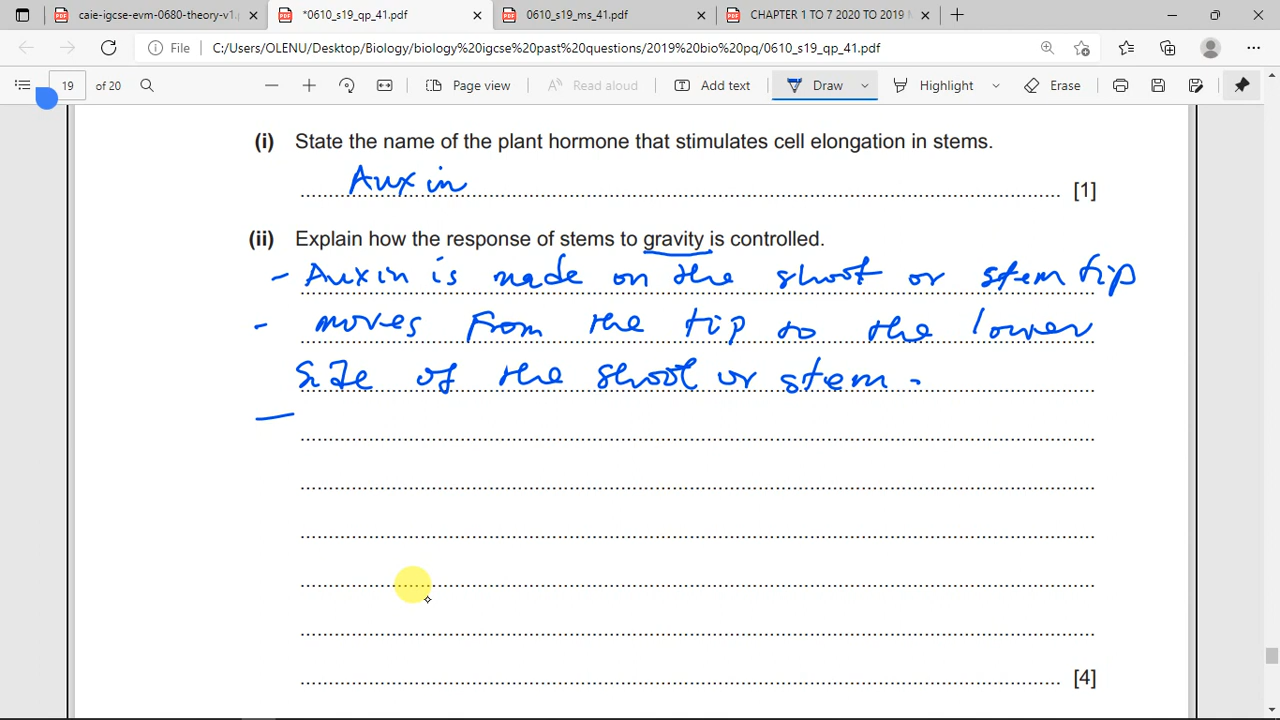 caie-igcse-evm-0680-theory-v1.
*0610_s19_qp_41.pdf
0610_s19_ms_41.pdf
CHAPTER 1 TO 7 2020 TO 2019
File C:/Users/OLENU/Desktop/Biology/biology%20igcse%20past%20questions/2019%20bio%20pq/0610_s19_qp_41.pdf
19 of 20 Page view Read aloud Add text Draw Highlight Erase
(i) State the name of the plant hormone that stimulates cell elongation in stems.
Auxin [1]
(ii) Explain how the response of stems to gravity is controlled.
- Auxin is made on the shoot or stem tip
- moves from the tip to the lower
side of the shoot or stem.
—
[4]